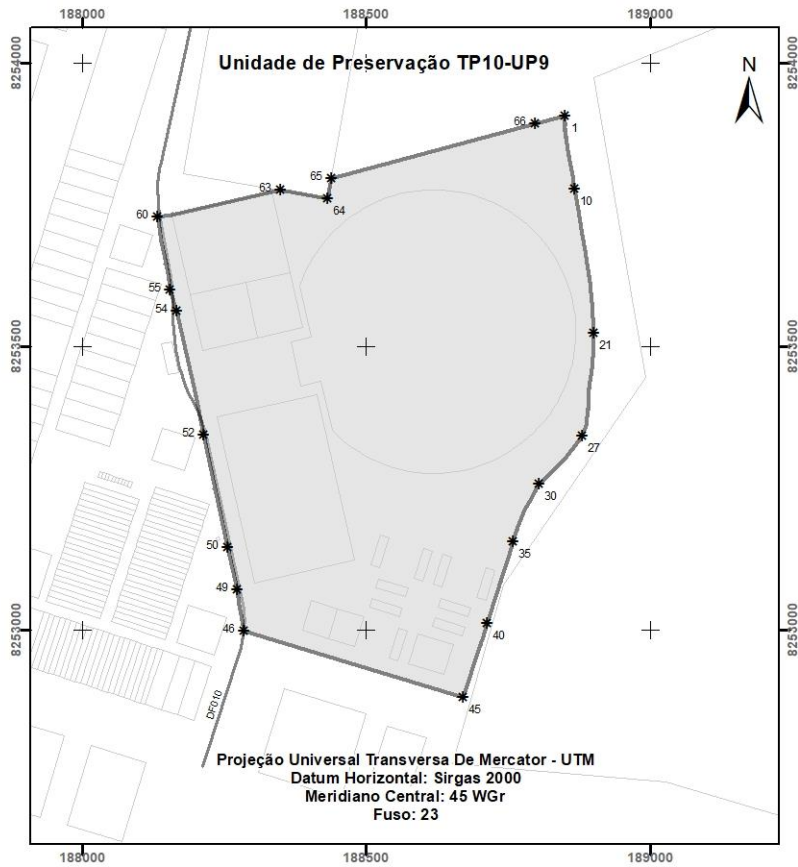 188000 188500 189000
8254000 8254000
Unidade de Preservação TP10-UP9
N
66
1
65
10
63
64
60
55
54
21
8253500 8253500
52
27
30
50
35
49
40
46
8253000 8253000
45
DF010
Projeção Universal Transversa De Mercator - UTM
Datum Horizontal: Sirgas 2000
Meridiano Central: 45 WGr
Fuso: 23
188000 188500 189000